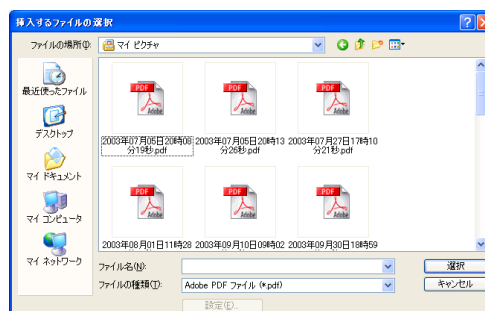 挿入するファイルの選択
ファイルの場所(I):
マイ ピクチャ
最近使ったファイル
デスクトップ
マイ ドキュメント
マイ コンピュータ
マイ ネットワーク
PDF
Adobe
PDF
Adobe
PDF
Adobe
2003年07月05日20時08
分19秒.pdf
2003年07月05日20時13
分26秒.pdf
2003年07月27日17時10
分21秒.pdf
PDF
Adobe
PDF
Adobe
PDF
Adobe
2003年08月01日11時28
2003年09月10日09時02
2003年09月30日18時59
ファイル名(N):
選択
ファイルの種類(T):
Adobe PDF ファイル (*.pdf)
キャンセル
設定(E)...